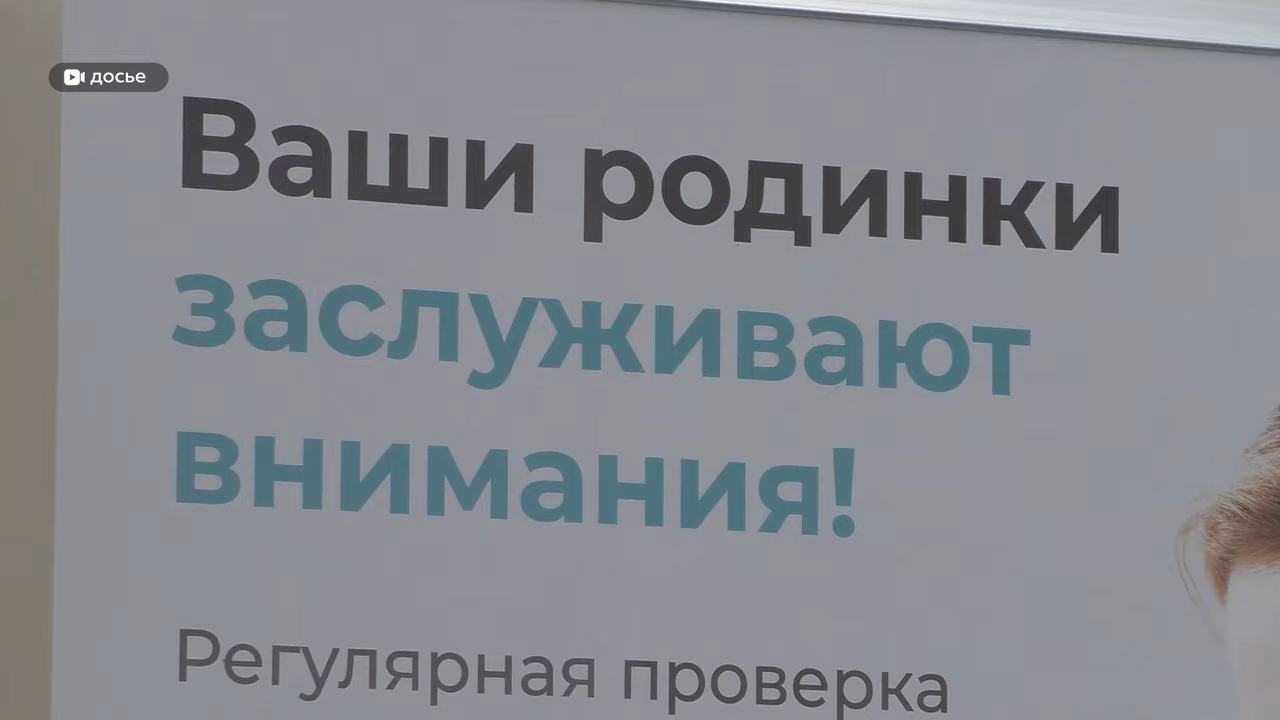 досье
Ваши родинки
заслуживают
внимания!
Регулярная проверка